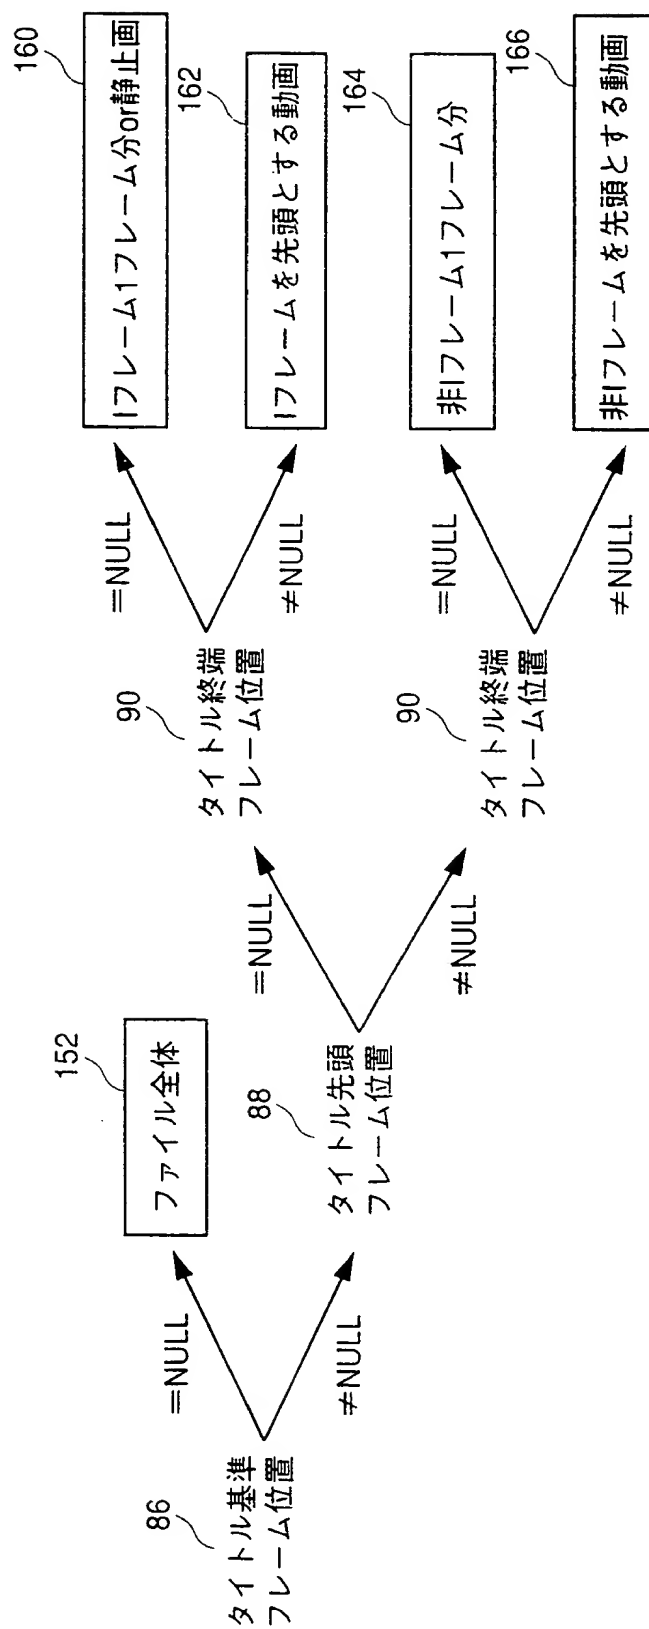 86
タイトル基準
フレーム位置
=NULL
≠NULL
152
ファイル全体
88
タイトル先頭
フレーム位置
=NULL
≠NULL
90
タイトル終端
フレーム位置
=NULL
≠NULL
160
Iフレーム1フレーム分or静止画
162
Iフレームを先頭とする動画
90
タイトル終端
フレーム位置
=NULL
≠NULL
164
非Iフレーム1フレーム分
166
非Iフレームを先頭とする動画